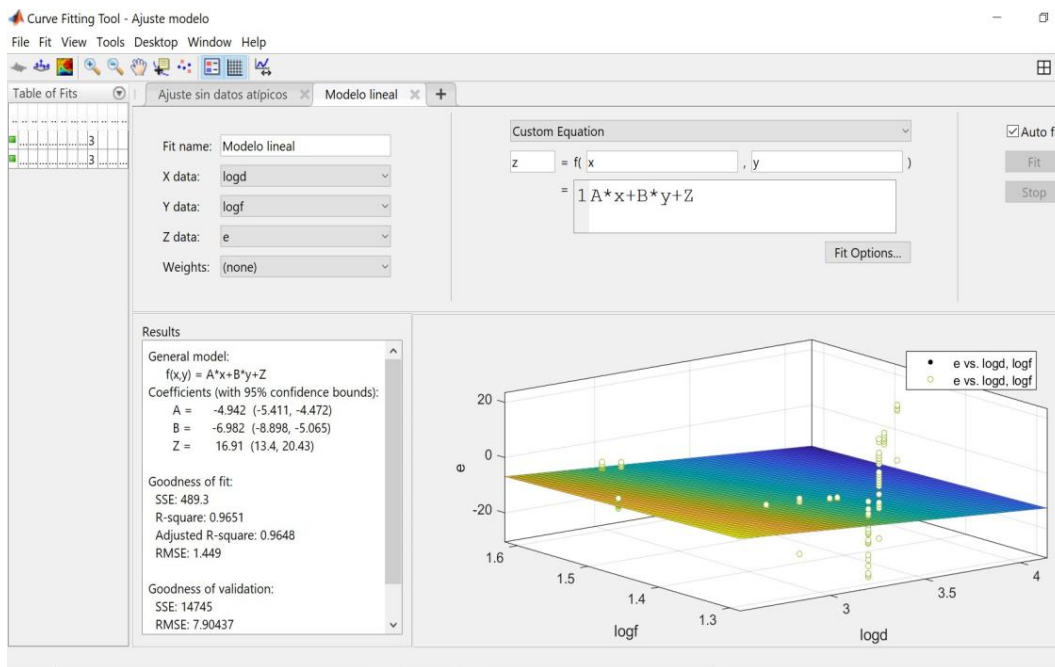 Curve Fitting Tool - Ajuste modelo
File Fit View Tools Desktop Window Help
Table of Fits
3
3
Ajuste sin datos atípicos
Modelo lineal
Fit name: Modelo lineal
X data: logd
Y data: logf
Z data: e
Weights: (none)
Custom Equation
z = f( x , y )
= 1 A*x+B*y+Z
Fit Options...
Auto f
Fit
Stop
Results
General model:
f(x,y) = A*x+B*y+Z
Coefficients (with 95% confidence bounds):
A = -4.942 (-5.411, -4.472)
B = -6.982 (-8.898, -5.065)
Z = 16.91 (13.4, 20.43)
Goodness of fit:
SSE: 489.3
R-square: 0.9651
Adjusted R-square: 0.9648
RMSE: 1.449
Goodness of validation:
SSE: 14745
RMSE: 7.90437
e vs. logd, logf
e vs. logd, logf
20
0
-20
e
1.6
1.5
1.4
1.3
logf
3
3.5
4
logd